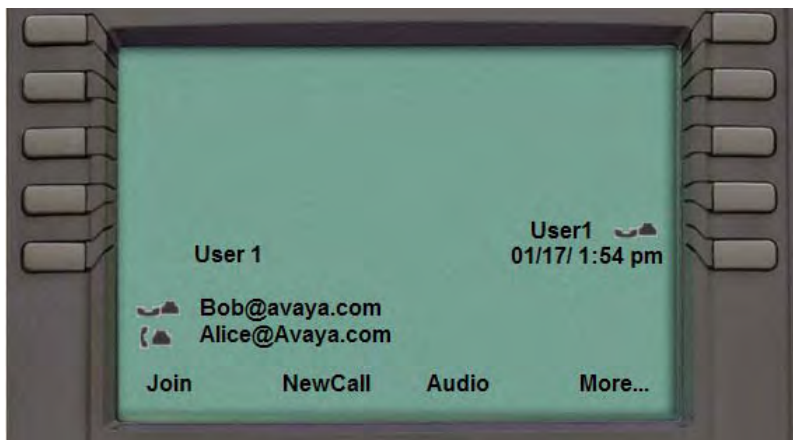 User1
User 1 01/17/ 1:54 pm
Bob@avaya.com
Alice@Avaya.com
Join NewCall Audio More...